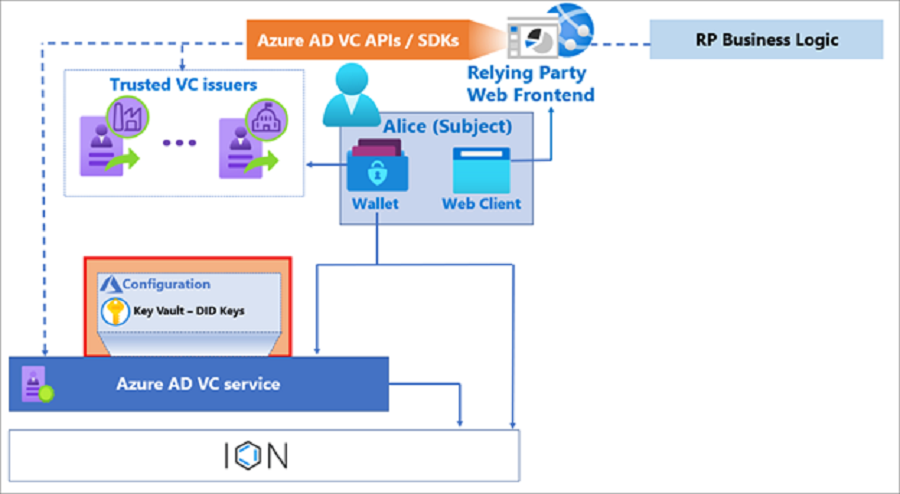 Azure AD VC APIs / SDKs
RP Business Logic
Relying Party
Web Frontend
Trusted VC issuers
Alice (Subject)
Wallet
Web Client
Configuration
Key Vault – DID Keys
Azure AD VC service
ION